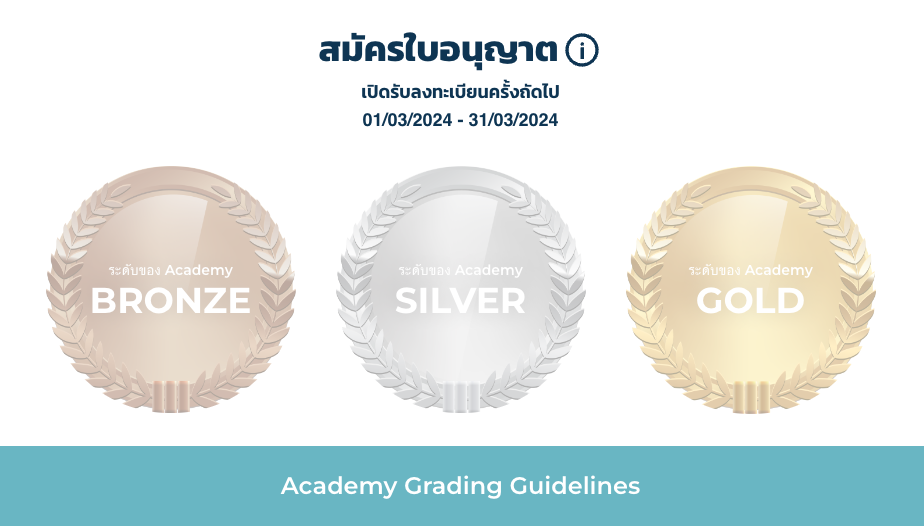 สมัครใบอนุญาต
เปิดรับลงทะเบียนครั้งถัดไป
01/03/2024 - 31/03/2024
ระดับของ Academy
BRONZE
ระดับของ Academy
SILVER
ระดับของ Academy
GOLD
Academy Grading Guidelines